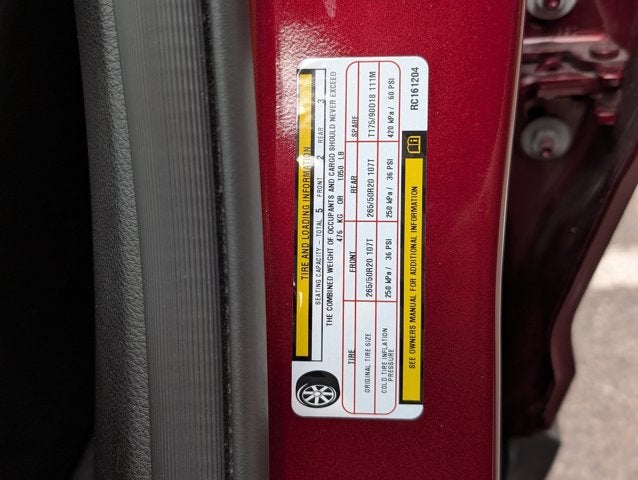 TIRE AND LOADING INFORMATION
SEATING CAPACITY - TOTAL 5 FRONT 2 REAR 3
THE COMBINED WEIGHT OF OCCUPANTS AND CARGO SHOULD NEVER EXCEED
476 KG OR 1050 LB
TIRE FRONT REAR SPARE
ORIGINAL TIRE SIZE 265/50R20 107T 265/50R20 107T T175/90D18 111M
COLD TIRE INFLATION PRESSURE 250 kPa / 36 PSI 250 kPa / 36 PSI 420 kPa / 60 PSI
SEE OWNERS MANUAL FOR ADDITIONAL INFORMATION
RC161204